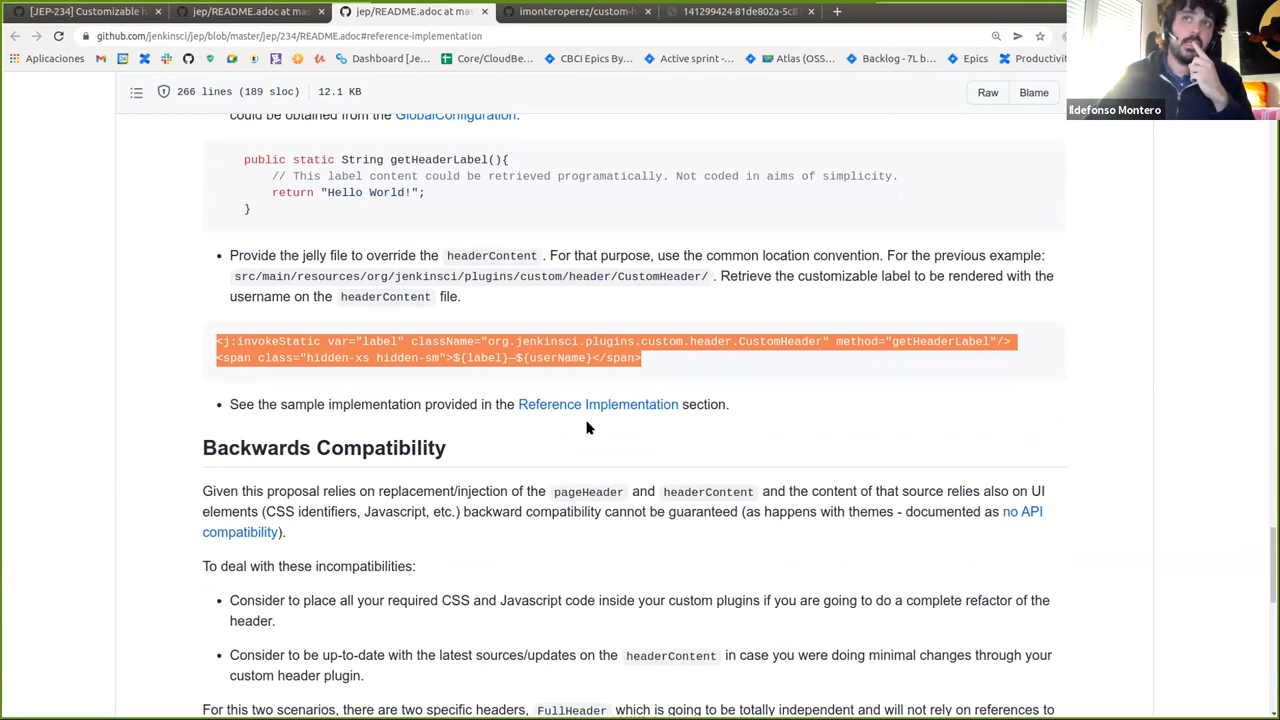 [JEP-234] Customizable h
jep/README.adoc at mas
jep/README.adoc at mas
imonteroperez/custom-h
141299424-81de802a-5c8
github.com/jenkinsci/jep/blob/master/jep/234/README.adoc#reference-implementation
Aplicaciones
Dashboard [Je...
Core/CloudBe...
CBCI Epics By...
Active sprint -...
Atlas (OSS...
Backlog - 7L b...
Epics
Productivi
Ildefonso Montero
266 lines (189 sloc)
12.1 KB
Raw
Blame
could be obtained from the GlobalConfiguration.
public static String getHeaderLabel(){
// This label content could be retrieved programatically. Not coded in aims of simplicity.
return "Hello World!";
}
Provide the jelly file to override the headerContent . For that purpose, use the common location convention. For the previous example:
src/main/resources/org/jenkinsci/plugins/custom/header/CustomHeader/ . Retrieve the customizable label to be rendered with the
username on the headerContent file.
<j:invokeStatic var="label" className="org.jenkinsci.plugins.custom.header.CustomHeader" method="getHeaderLabel"/>
<span class="hidden-xs hidden-sm">${label}—${userName}</span>
See the sample implementation provided in the Reference Implementation section.
Backwards Compatibility
Given this proposal relies on replacement/injection of the pageHeader and headerContent and the content of that source relies also on UI
elements (CSS identifiers, Javascript, etc.) backward compatibility cannot be guaranteed (as happens with themes - documented as no API
compatibility).
To deal with these incompatibilities:
Consider to place all your required CSS and Javascript code inside your custom plugins if you are going to do a complete refactor of the
header.
Consider to be up-to-date with the latest sources/updates on the headerContent in case you were doing minimal changes through your
custom header plugin.
For this two scenarios, there are two specific headers, FullHeader which is going to be totally independent and will not rely on references to